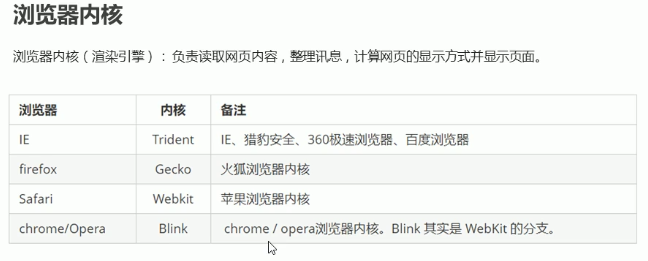 浏览器内核
浏览器内核（渲染引擎）：负责读取网页内容，整理讯息，计算网页的显示方式并显示页面。
浏览器 内核 备注
IE Trident IE、猎豹安全、360极速浏览器、百度浏览器
firefox Gecko 火狐浏览器内核
Safari Webkit 苹果浏览器内核
chrome/Opera Blink chrome / opera浏览器内核。Blink 其实是 WebKit 的分支。